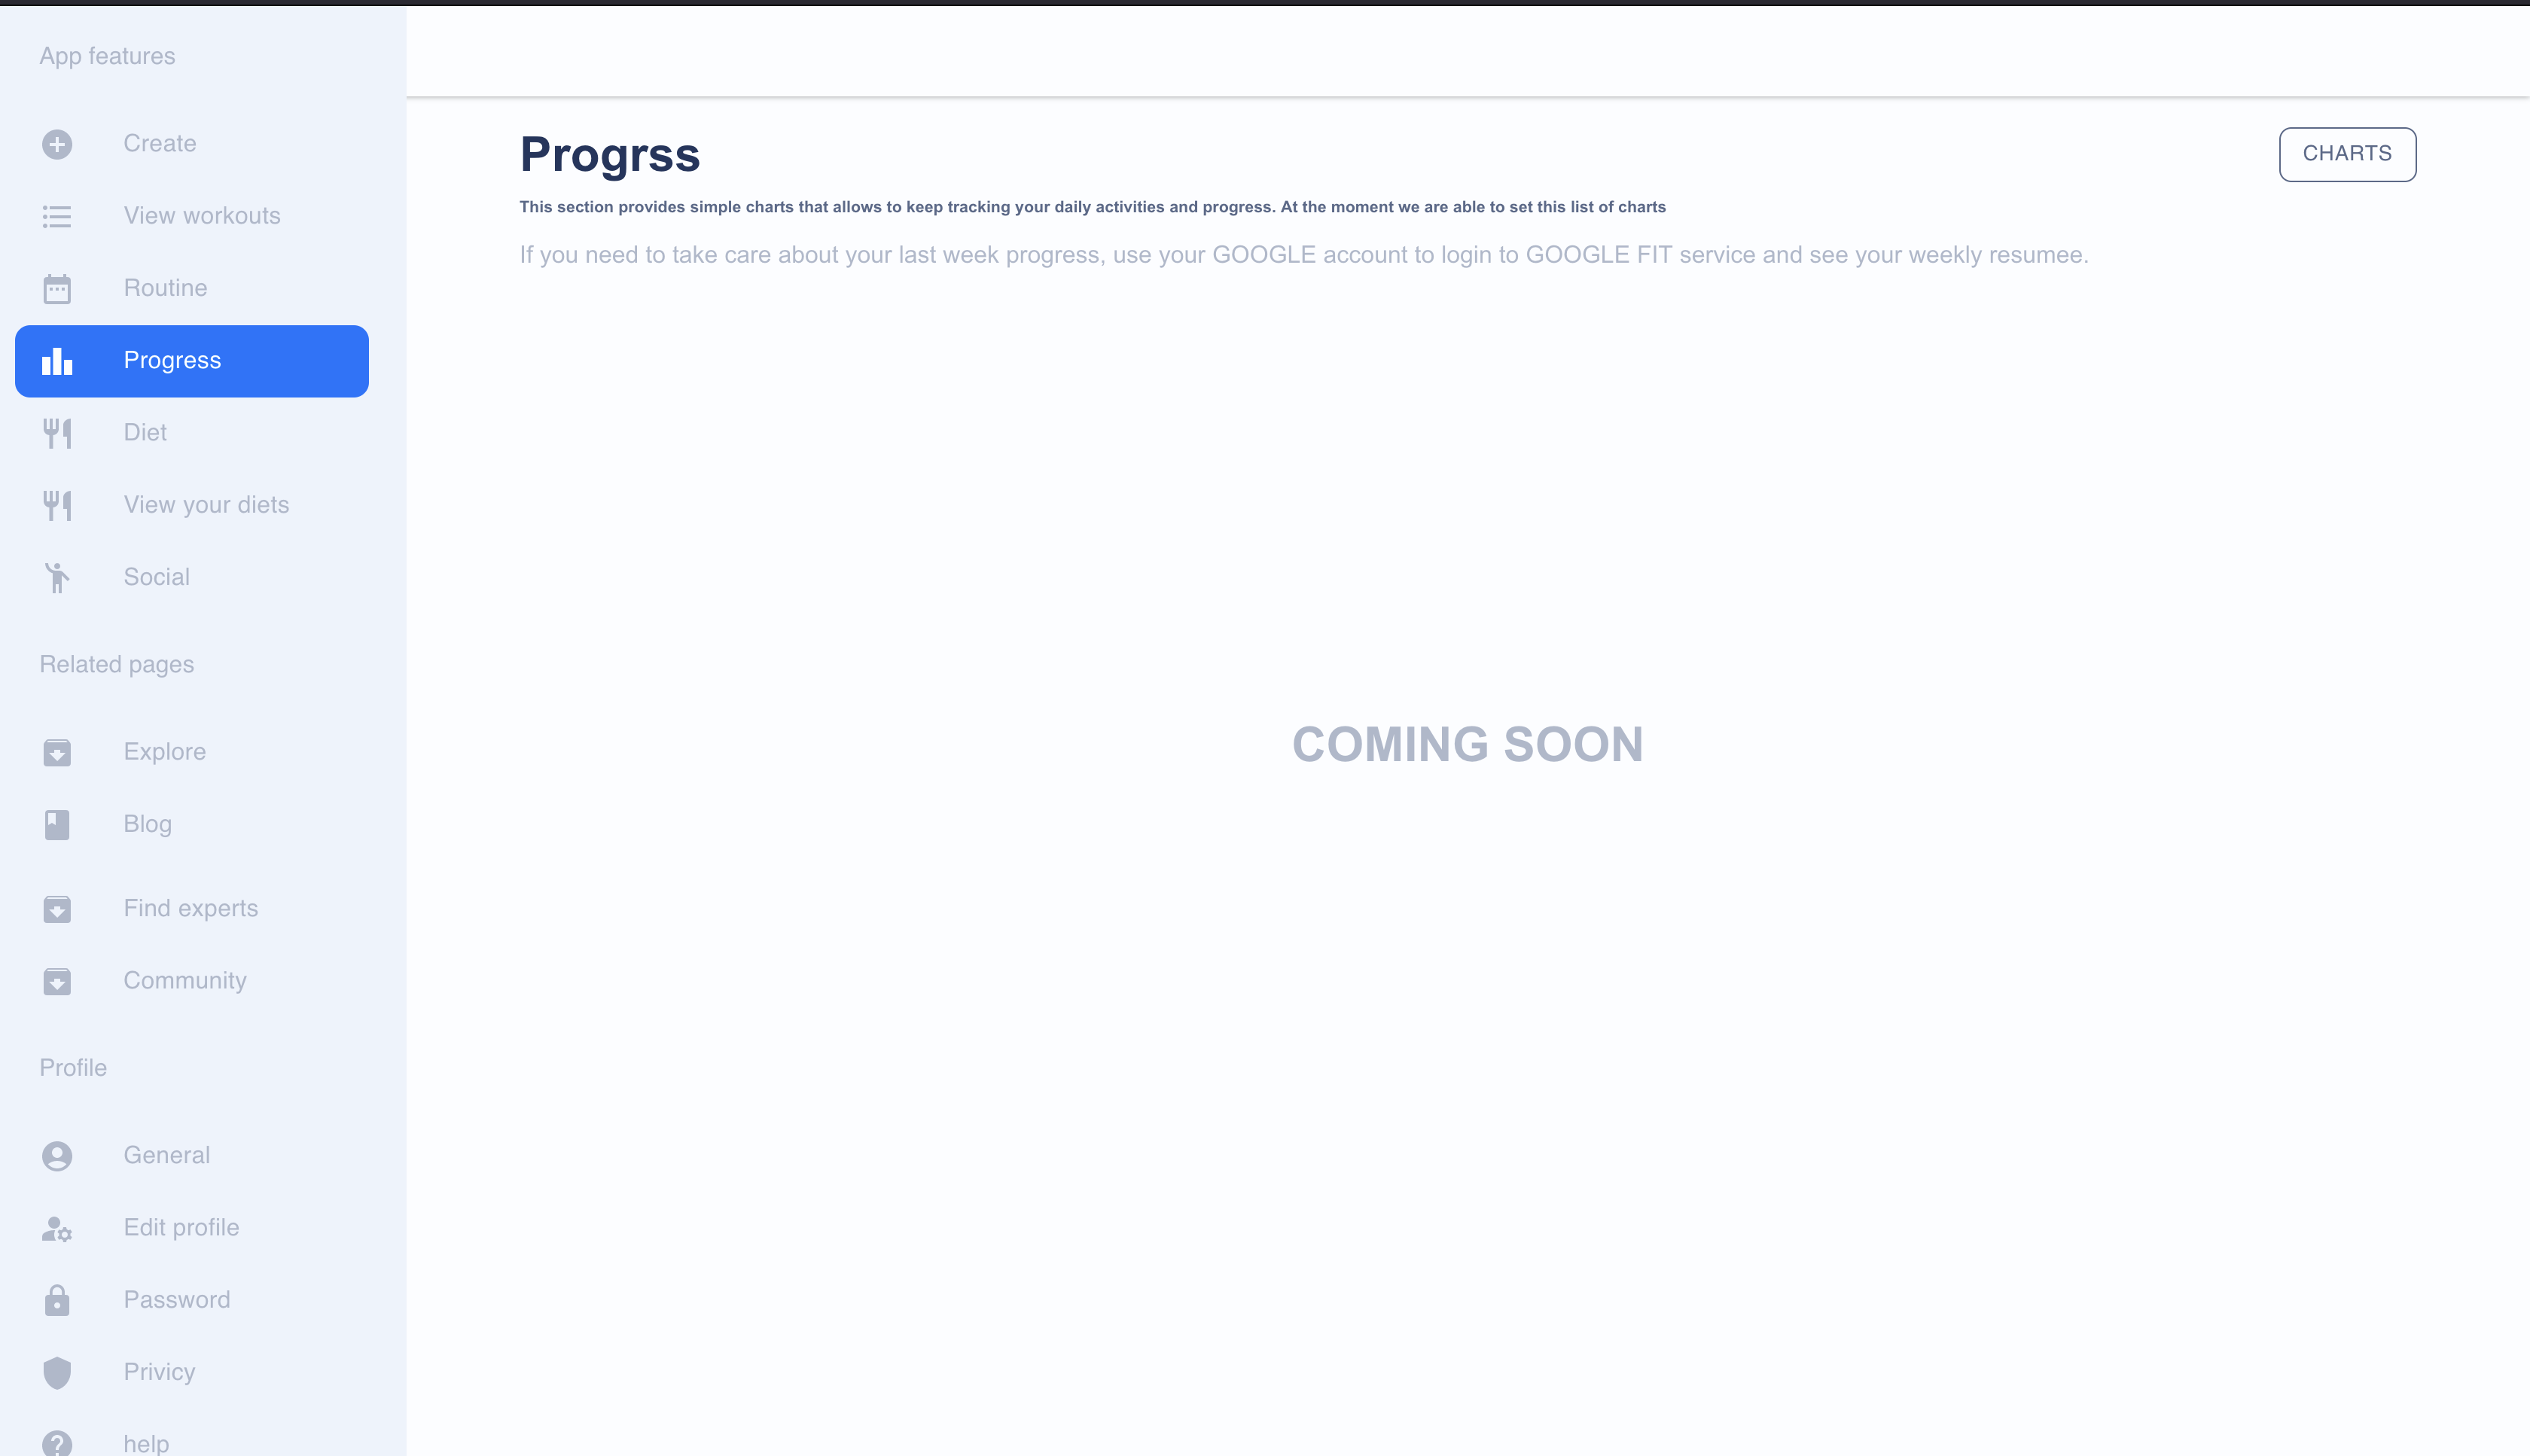 App features
Create
View workouts
Routine
Progress
Diet
View your diets
Social
Related pages
Explore
Blog
Find experts
Community
Profile
General
Edit profile
Password
Privicy
help
Progrss
CHARTS
This section provides simple charts that allows to keep tracking your daily activities and progress. At the moment we are able to set this list of charts
If you need to take care about your last week progress, use your GOOGLE account to login to GOOGLE FIT service and see your weekly resumee.
COMING SOON